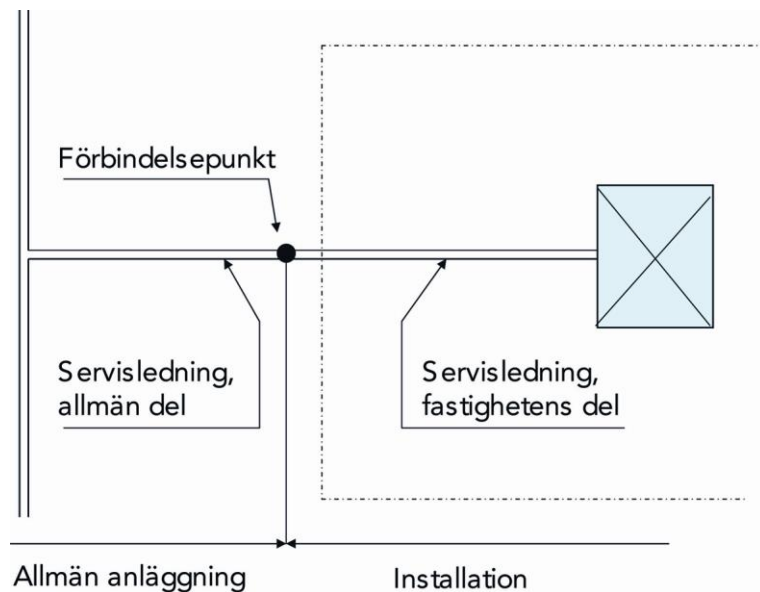 Förbindelsepunkt
Servisledning,
allmän del
Servisledning,
fastighetens del
Allmän anläggning
Installation